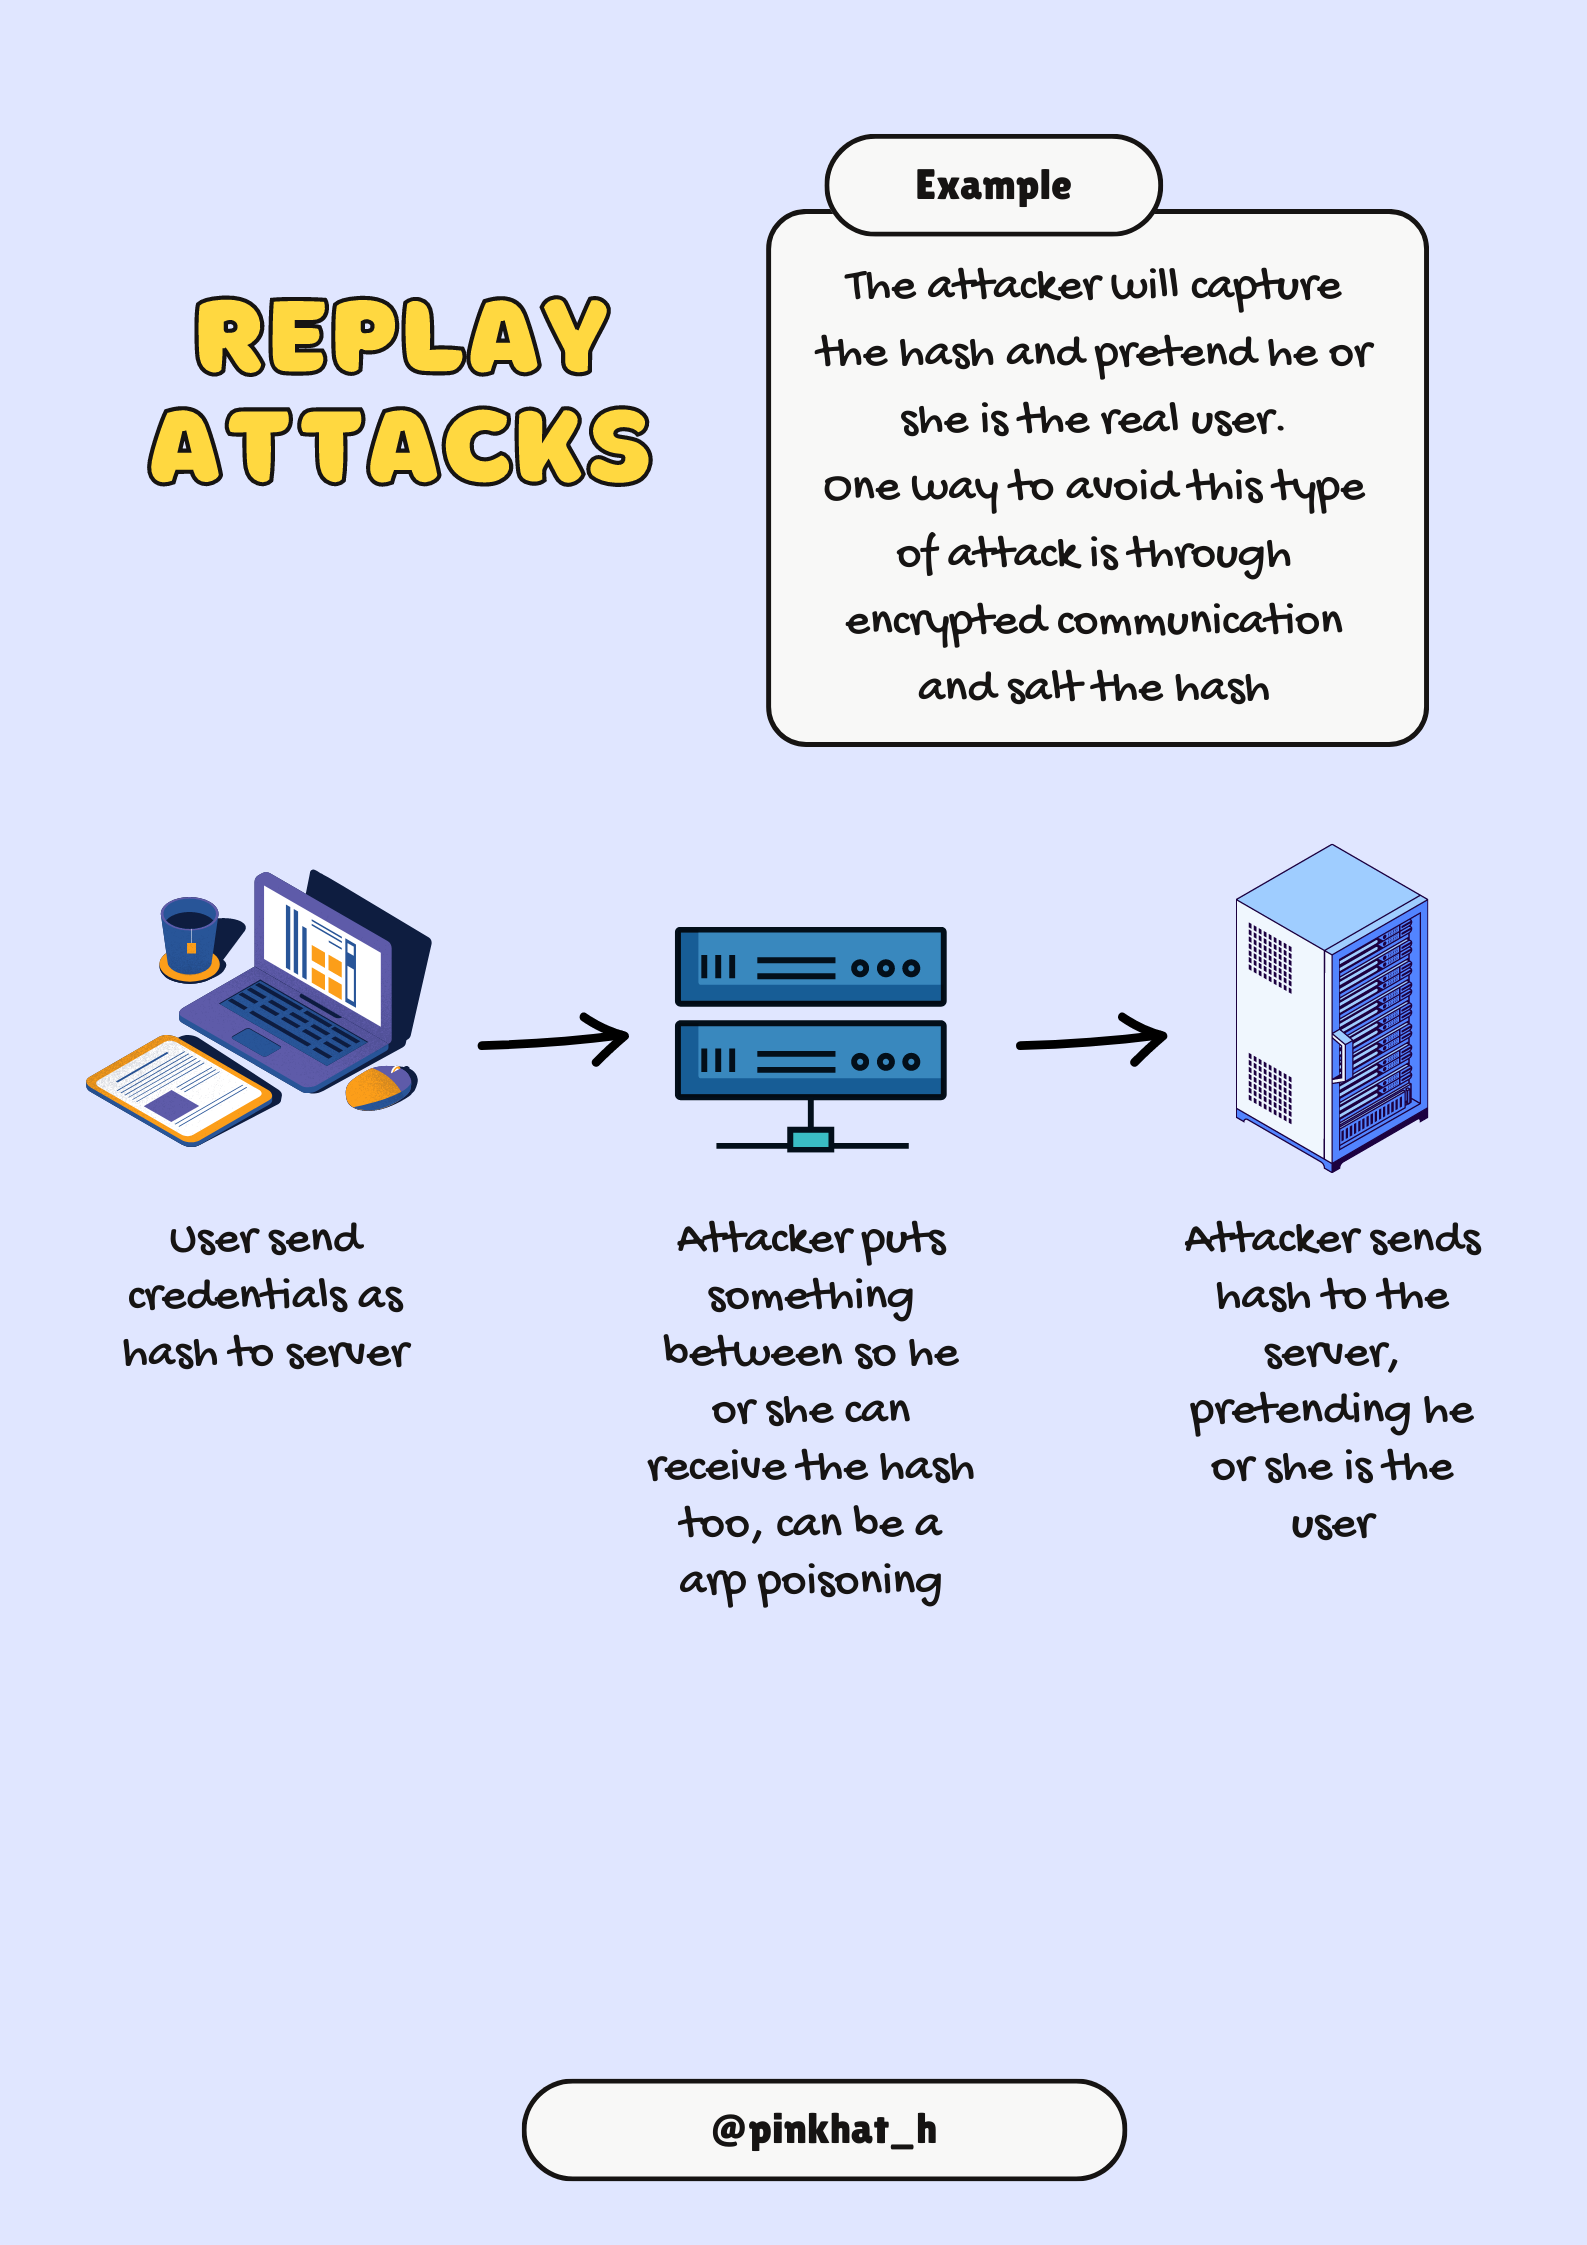 REPLAY
ATTACKS
Example
The attacker will capture
the hash and pretend he or
she is the real user.
One way to avoid this type
of attack is through
encrypted communication
and salt the hash
User send
credentials as
hash to server
Attacker puts
something
between so he
or she can
receive the hash
too, can be a
arp poisoning
Attacker sends
hash to the
server,
pretending he
or she is the
user
@pinkhat_h